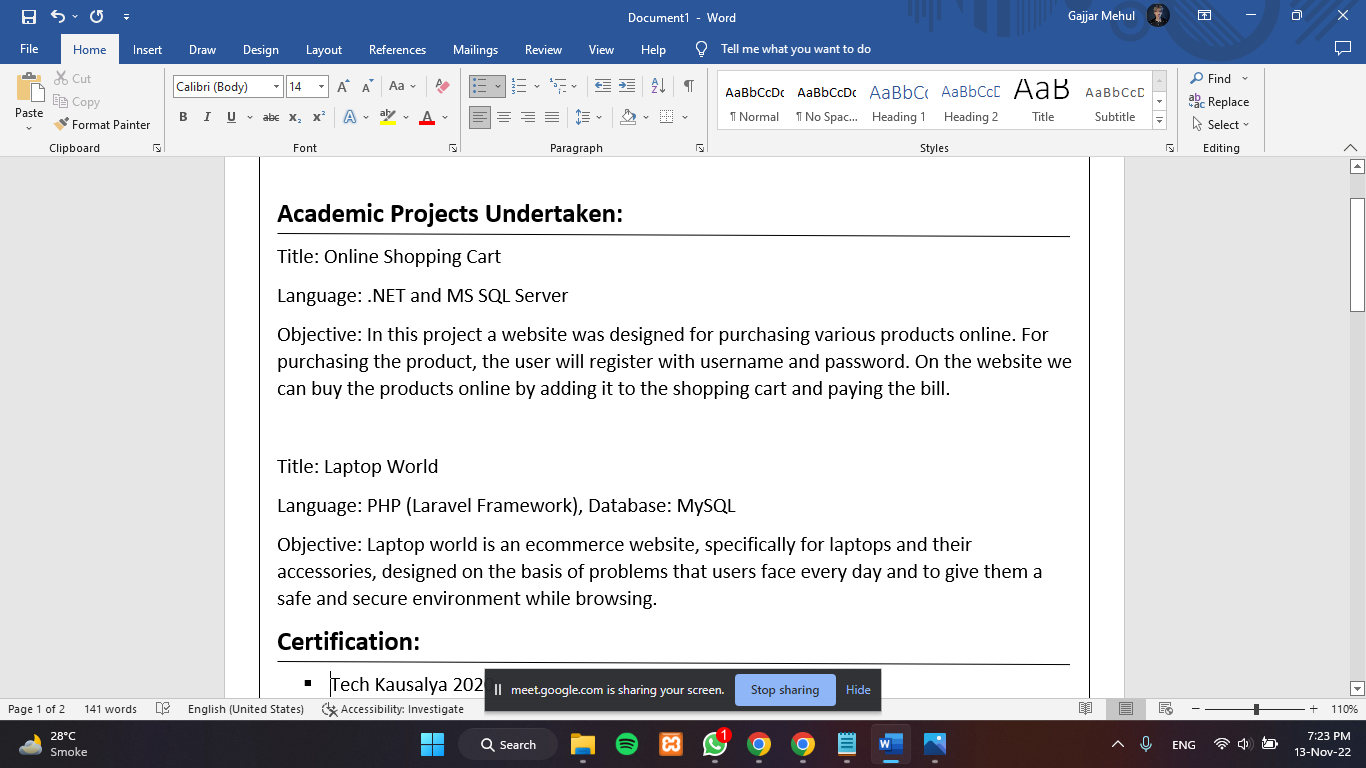 Document1 - Word
Gajjar Mehul
File Home Insert Draw Design Layout References Mailings Review View Help Tell me what you want to do
Paste
Cut
Copy
Format Painter
Clipboard
Calibri (Body) 14
Aa
B I U abc x₂ x² A ab A
Font
Paragraph
AaBbCcDc AaBbCcDc AaBbCc AaBbCcD AaB AaBbCcD
¶ Normal ¶ No Spac... Heading 1 Heading 2 Title Subtitle
Styles
Find
Replace
Select
Editing
Academic Projects Undertaken:
Title: Online Shopping Cart
Language: .NET and MS SQL Server
Objective: In this project a website was designed for purchasing various products online. For
purchasing the product, the user will register with username and password. On the website we
can buy the products online by adding it to the shopping cart and paying the bill.
Title: Laptop World
Language: PHP (Laravel Framework), Database: MySQL
Objective: Laptop world is an ecommerce website, specifically for laptops and their
accessories, designed on the basis of problems that users face every day and to give them a
safe and secure environment while browsing.
Certification:
Tech Kausalya 202
meet.google.com is sharing your screen. Stop sharing Hide
Page 1 of 2 141 words English (United States) Accessibility: Investigate 110%
28°C
Smoke
Search
1
ENG
7:23 PM
13-Nov-22